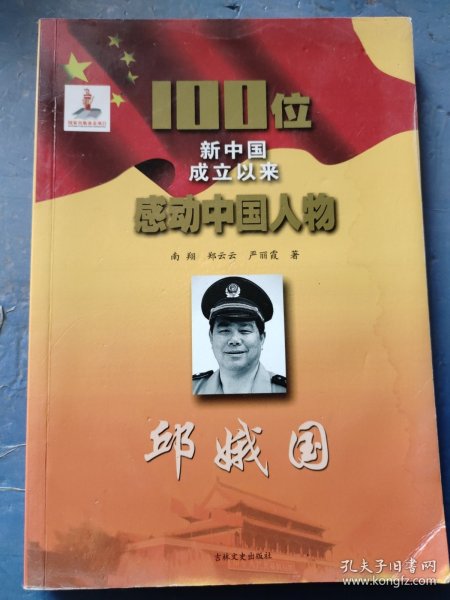 100位
新中国
成立以来
感动中国人物
南翔 郑云云 严丽霞 著
邱娥国
吉林文史出版社
孔夫子旧书网
www.kongfz.com